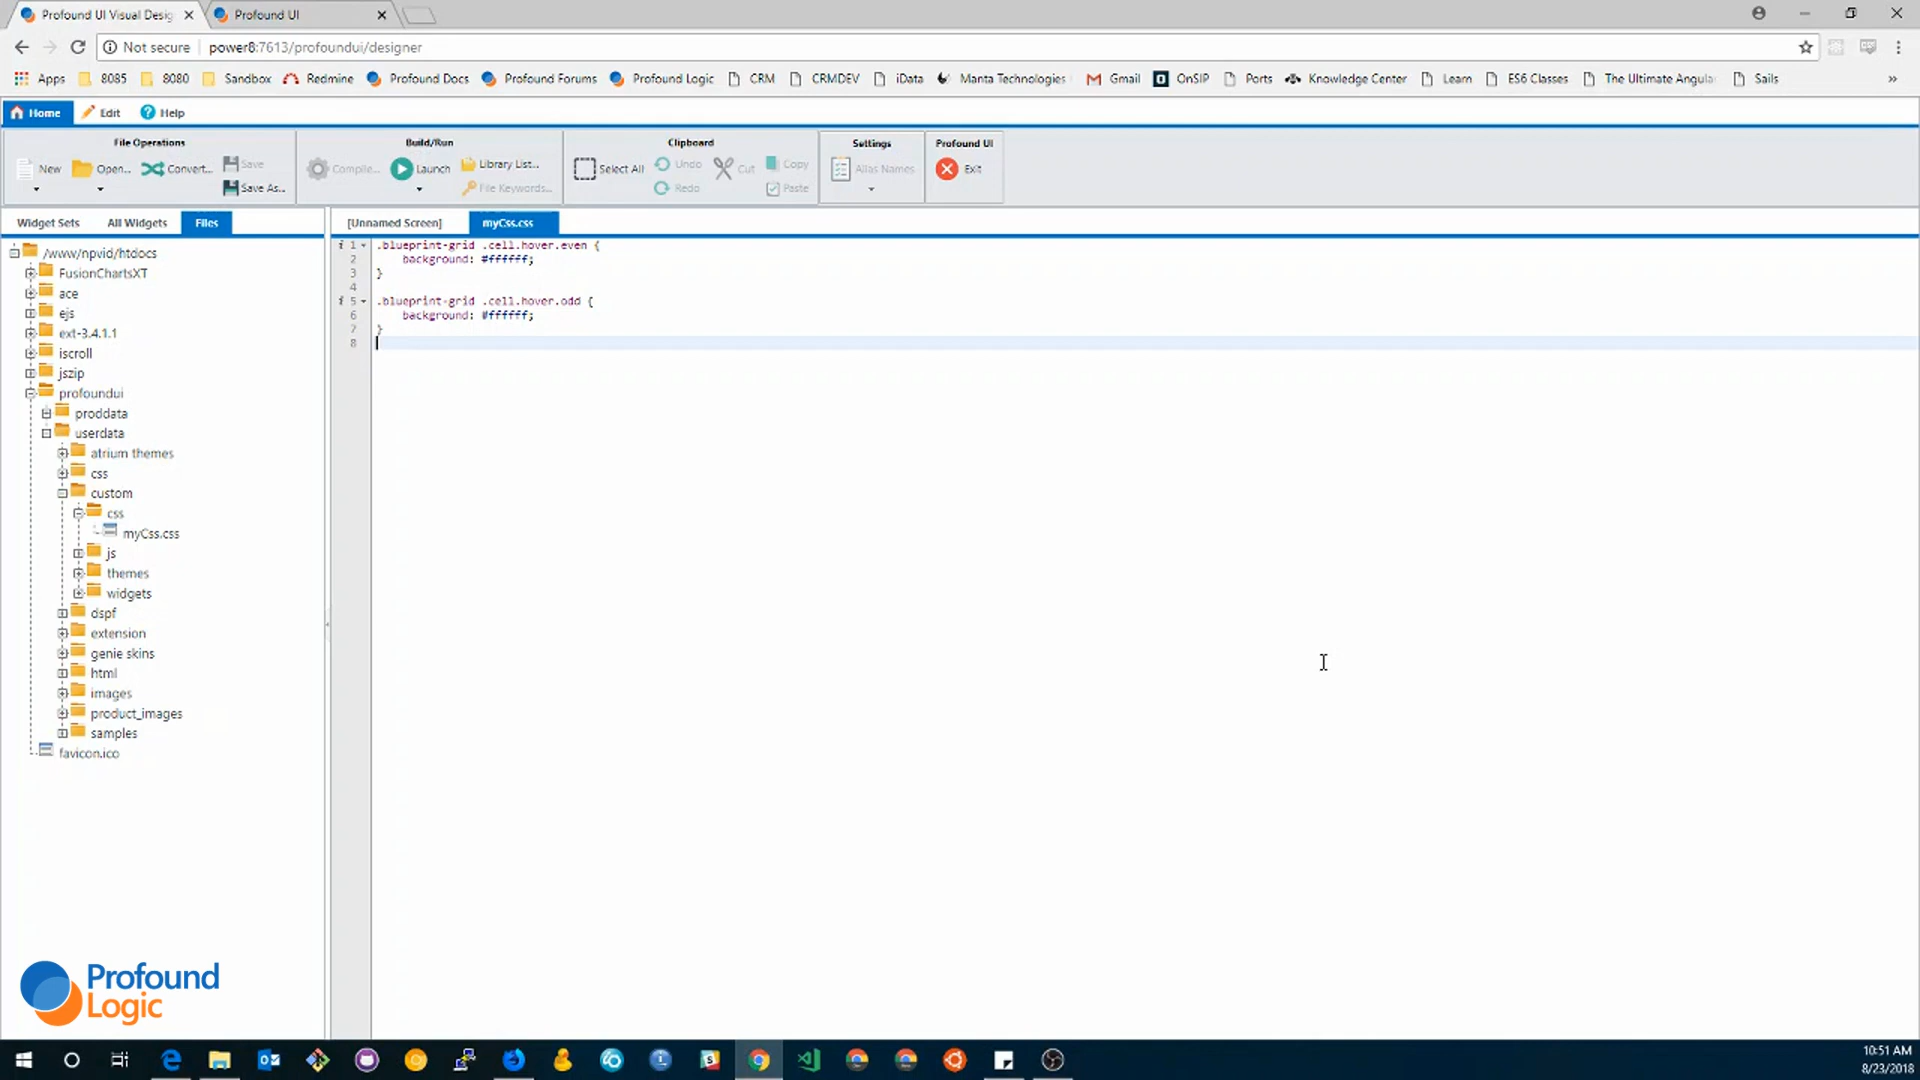 Profound UI Visual Desig
Profound UI
Not secure
power8:7613/profoundui/designer
Apps
8085
8080
Sandbox
Redmine
Profound Docs
Profound Forums
Profound Logic
CRM
CRMDEV
iData
Manta Technologies
Gmail
OnSIP
Ports
Knowledge Center
Learn
ES6 Classes
The Ultimate Angula
Sails
»
Home
Edit
Help
File Operations
Build/Run
Clipboard
Settings
Profound UI
New
Open...
Convert...
Save
Save As...
Compile...
Launch
Library List...
File Keywords...
Select All
Undo
Redo
Cut
Copy
Paste
Alias Names
Exit
Widget Sets
All Widgets
Files
[Unnamed Screen]
myCss.css
/www/npvid/htdocs
FusionChartsXT
ace
ejs
ext-3.4.1.1
iscroll
jszip
profoundui
proddata
userdata
atrium themes
css
custom
css
myCss.css
js
themes
widgets
dspf
extension
genie skins
html
images
product_images
samples
favicon.ico
1 .blueprint-grid .cell.hover.even {
2 background: #ffffff;
3 }
4
5 .blueprint-grid .cell.hover.odd {
6 background: #ffffff;
7 }
8
Profound
Logic
10:51 AM
8/23/2018